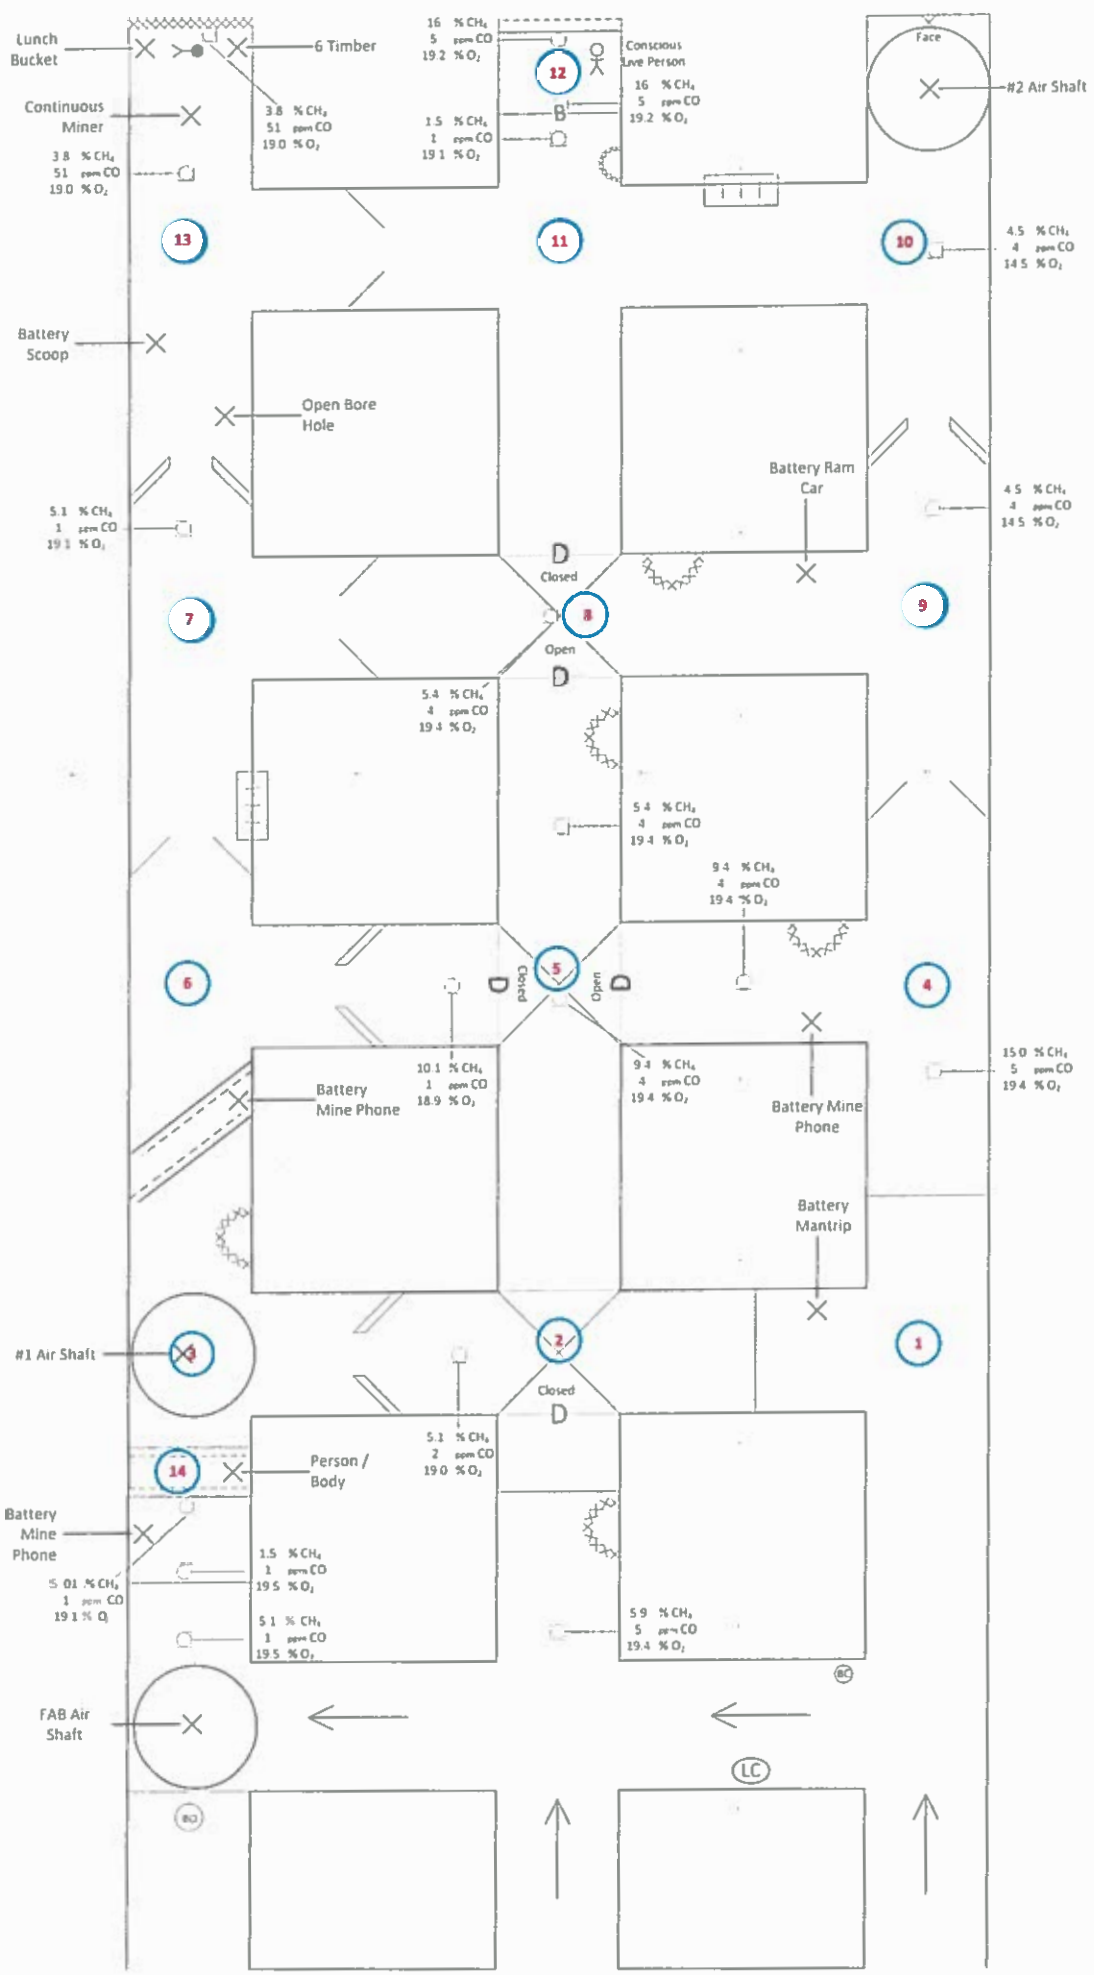 16 % CH₄
5 ppm CO
19.2 % O₂
Lunch
Bucket
6 Timber
12
Conscious
Live Person
Face
#2 Air Shaft
16 % CH₄
5 ppm CO
19.2 % O₂
Continuous
Miner
3.8 % CH₄
51 ppm CO
19.0 % O₂
B
1.5 % CH₄
1 ppm CO
19.1 % O₂
3.8 % CH₄
51 ppm CO
19.0 % O₂
13
11
10
4.5 % CH₄
4 ppm CO
14.5 % O₂
Battery
Scoop
Open Bore
Hole
Battery Ram
Car
5.1 % CH₄
1 ppm CO
19.1 % O₂
4.5 % CH₄
4 ppm CO
14.5 % O₂
D
Closed
7
8
9
Open
D
5.4 % CH₄
4 ppm CO
19.4 % O₂
5.4 % CH₄
4 ppm CO
19.4 % O₂
9.4 % CH₄
4 ppm CO
19.4 % O₂
6
D
Closed
5
Open
D
4
10.1 % CH₄
1 ppm CO
18.9 % O₂
9.4 % CH₄
4 ppm CO
19.4 % O₂
15.0 % CH₄
5 ppm CO
19.4 % O₂
Battery
Mine Phone
Battery Mine
Phone
Battery
Mantrip
#1 Air Shaft
3
2
1
Closed
D
5.1 % CH₄
2 ppm CO
19.0 % O₂
14
Person /
Body
Battery
Mine
Phone
5.01 % CH₄
1 ppm CO
19.1 % O₂
1.5 % CH₄
1 ppm CO
19.5 % O₂
5.1 % CH₄
1 ppm CO
19.5 % O₂
5.9 % CH₄
5 ppm CO
19.4 % O₂
BC
FAB Air
Shaft
LC